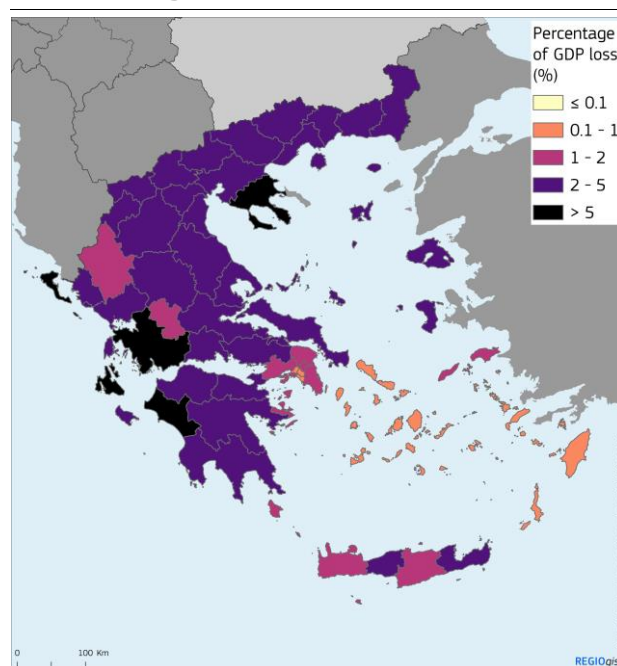 Percentage
of GDP loss
(%)
≤ 0.1
0.1 - 1
1 - 2
2 - 5
> 5
0 100 Km
REGIOgis